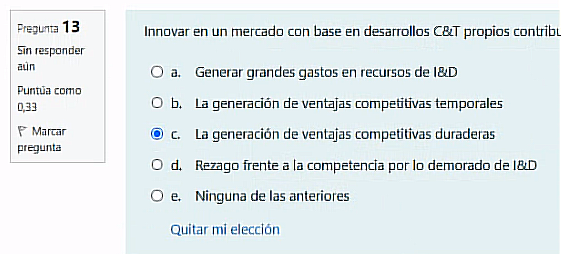 Pregunta 13
Sin responder
aún
Puntúa como
0,33
Marcar
pregunta
Innovar en un mercado con base en desarrollos C&T propios
a. Generar grandes gastos en recursos de I&D
b. La generación de ventajas competitivas temporales
c. La generación de ventajas competitivas duraderas
d. Rezago frente a la competencia por lo demorado de I&D
e. Ninguna de las anteriores
Quitar mi elección